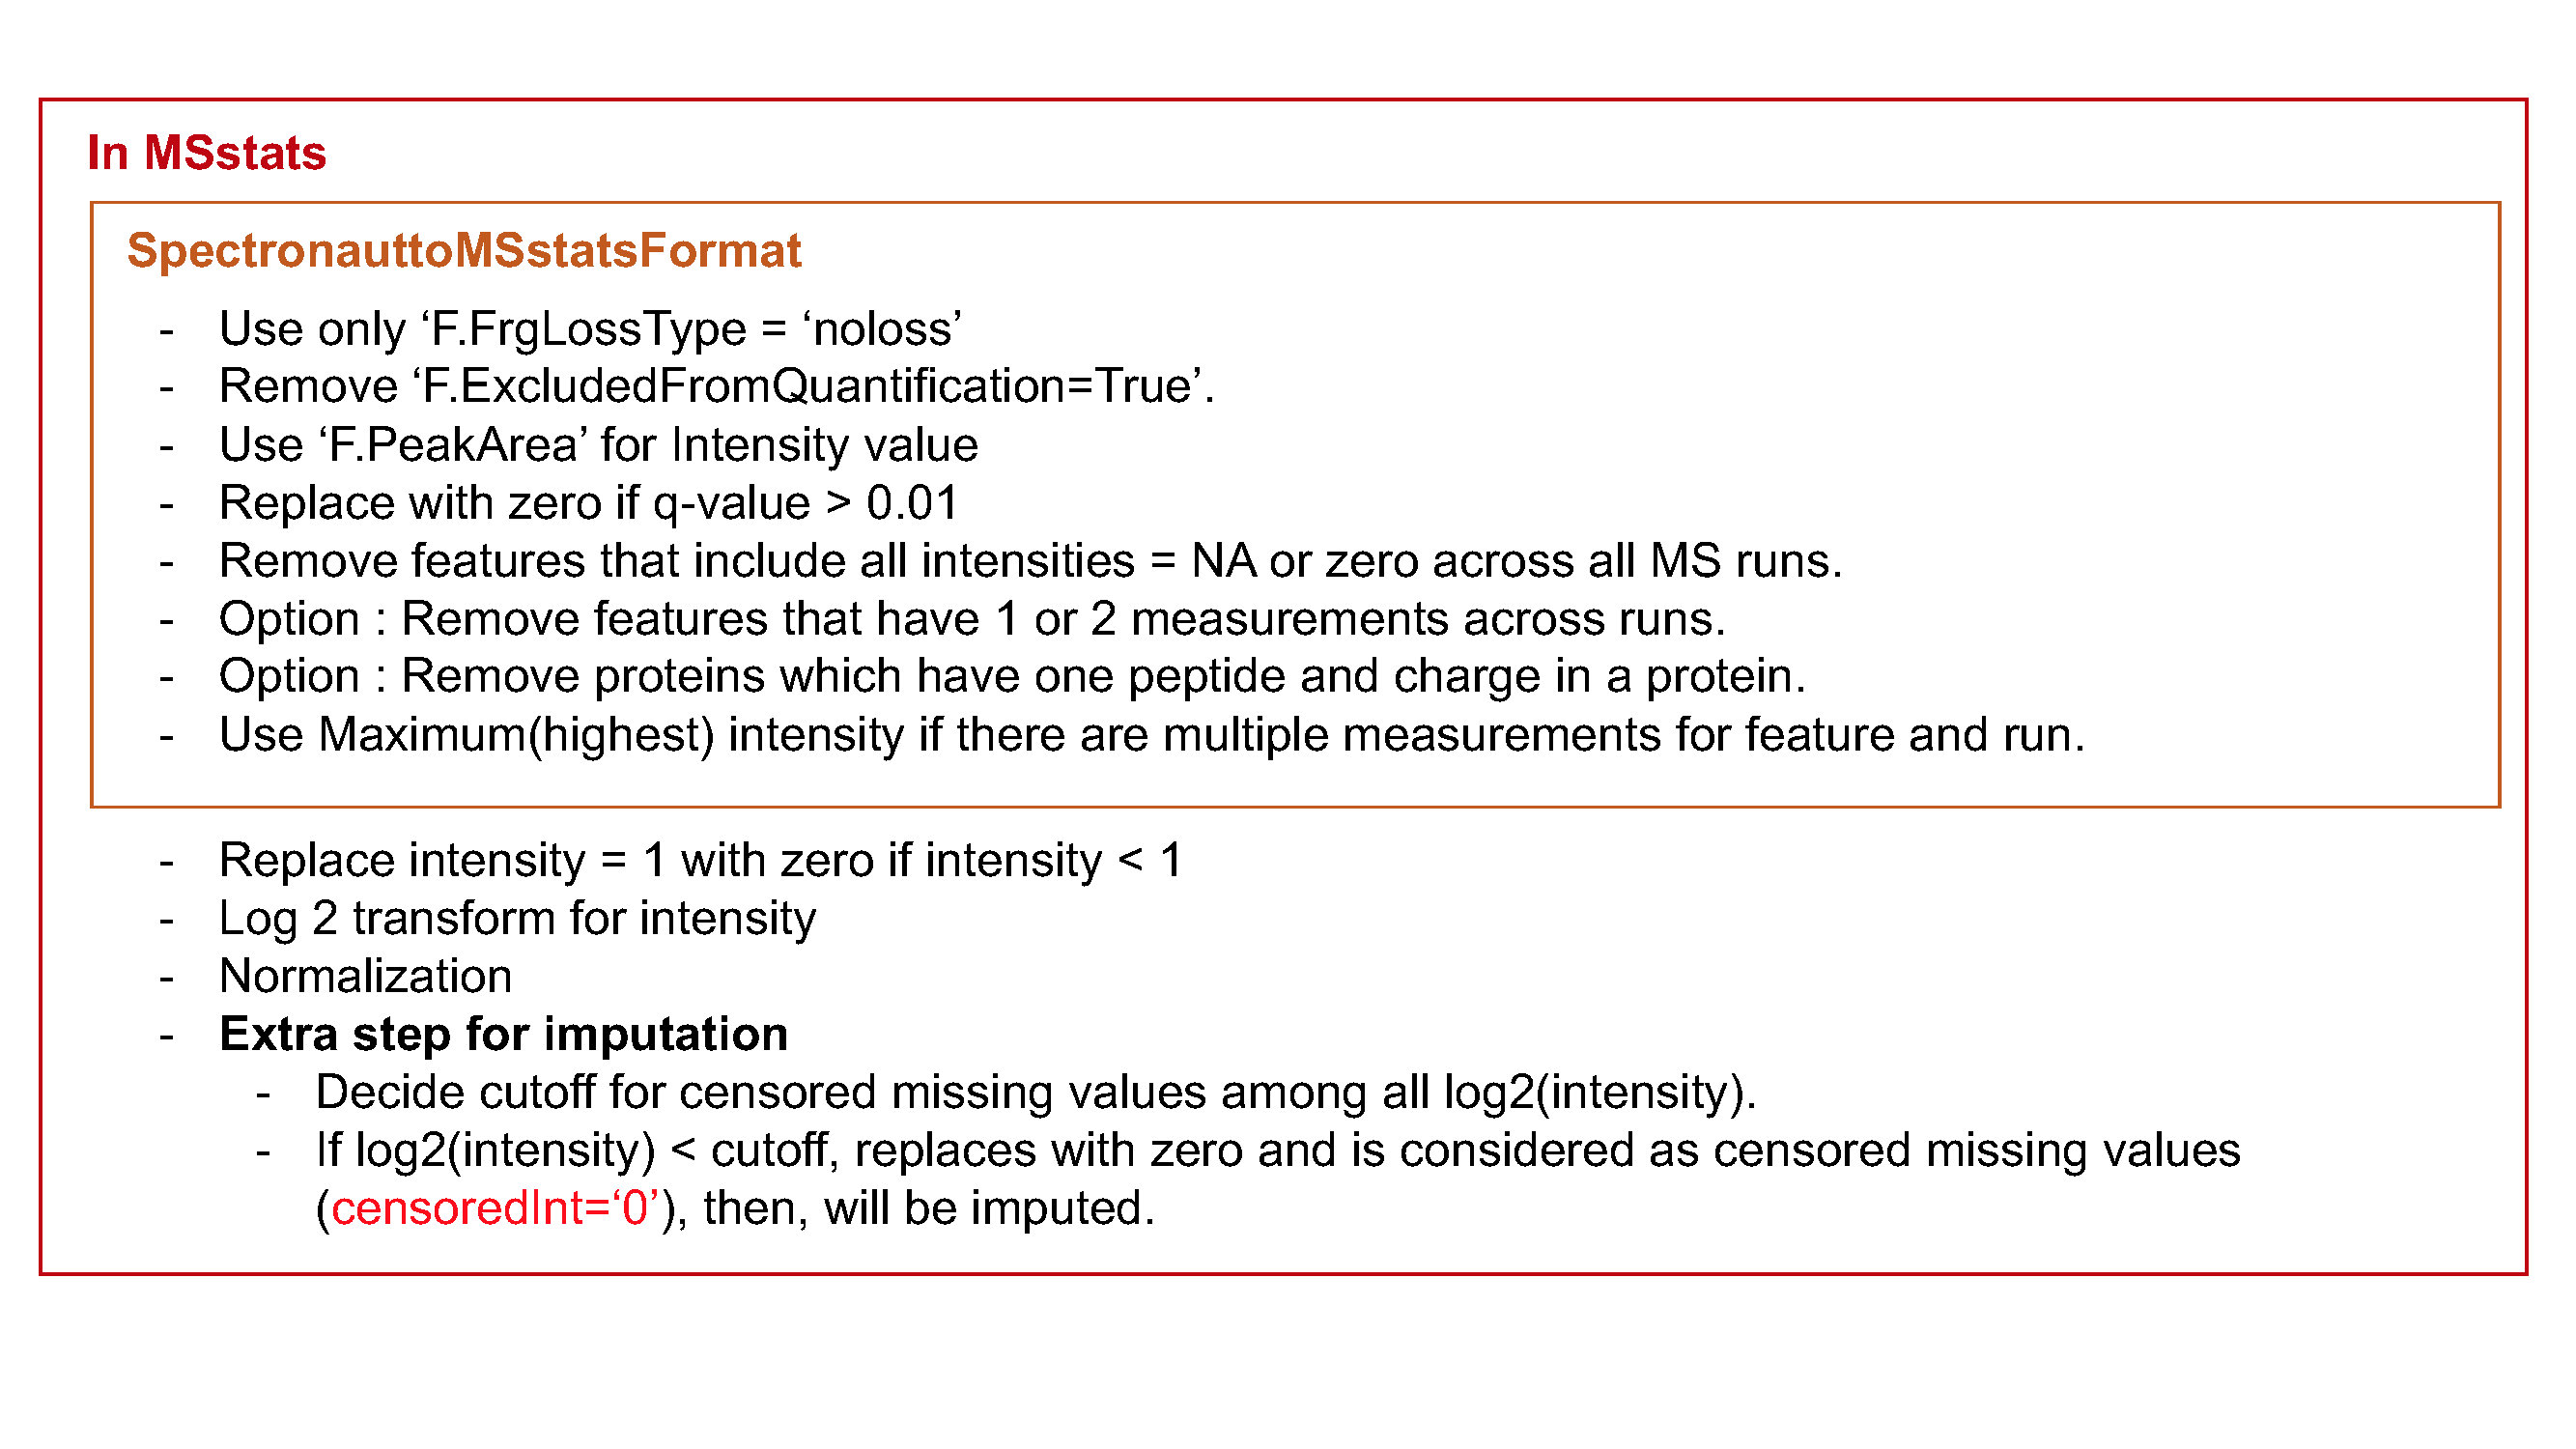 In MSstats
SpectronauttoMSstatsFormat
- Use only ‘F.FrgLossType = ‘noloss’
- Remove ‘F.ExcludedFromQuantification=True’.
- Use ‘F.PeakArea’ for Intensity value
- Replace with zero if q-value > 0.01
- Remove features that include all intensities = NA or zero across all MS runs.
- Option : Remove features that have 1 or 2 measurements across runs.
- Option : Remove proteins which have one peptide and charge in a protein.
- Use Maximum(highest) intensity if there are multiple measurements for feature and run.
- Replace intensity = 1 with zero if intensity < 1
- Log 2 transform for intensity
- Normalization
- Extra step for imputation
- Decide cutoff for censored missing values among all log2(intensity).
- If log2(intensity) < cutoff, replaces with zero and is considered as censored missing values
(censoredInt=‘0’), then, will be imputed.